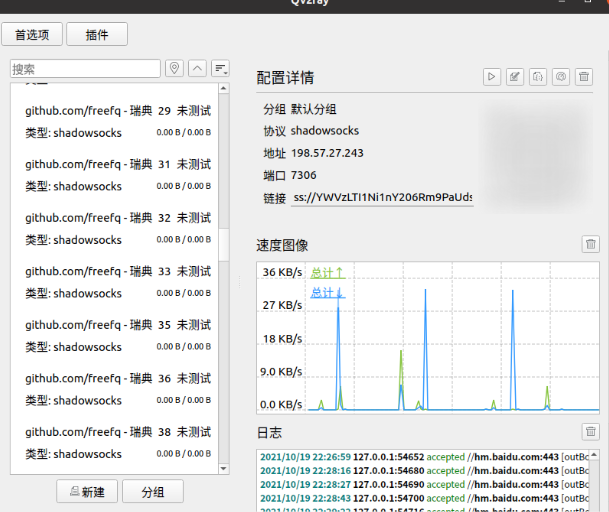 Qv2ray
首选项 插件
搜索
github.com/freefq - 瑞典 29 未测试
类型: shadowsocks 0.00 B / 0.00 B
github.com/freefq - 瑞典 31 未测试
类型: shadowsocks 0.00 B / 0.00 B
github.com/freefq - 瑞典 32 未测试
类型: shadowsocks 0.00 B / 0.00 B
github.com/freefq - 瑞典 33 未测试
类型: shadowsocks 0.00 B / 0.00 B
github.com/freefq - 瑞典 35 未测试
类型: shadowsocks 0.00 B / 0.00 B
github.com/freefq - 瑞典 36 未测试
类型: shadowsocks 0.00 B / 0.00 B
github.com/freefq - 瑞典 38 未测试
类型: shadowsocks 0.00 B / 0.00 B
新建 分组
配置详情
分组 默认分组
协议 shadowsocks
地址 198.57.27.243
端口 7306
链接 ss://YWVzLTI1Ni1nY206Rm9PaUds
速度图像
36 KB/s
27 KB/s
18 KB/s
9.0 KB/s
0.0 KB/s
总计↑
总计↓
日志
2021/10/19 22:26:59 127.0.0.1:54652 accepted //hm.baidu.com:443 [outBo
2021/10/19 22:28:16 127.0.0.1:54680 accepted //hm.baidu.com:443 [outBo
2021/10/19 22:28:27 127.0.0.1:54690 accepted //hm.baidu.com:443 [outBo
2021/10/19 22:28:43 127.0.0.1:54700 accepted //hm.baidu.com:443 [outBo